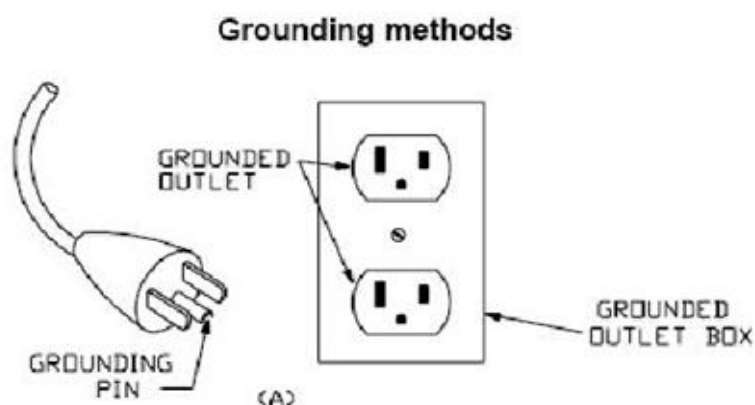 Grounding methods
GROUNDED
OUTLET
GROUNDED
OUTLET BOX
GROUNDING
PIN
(A)